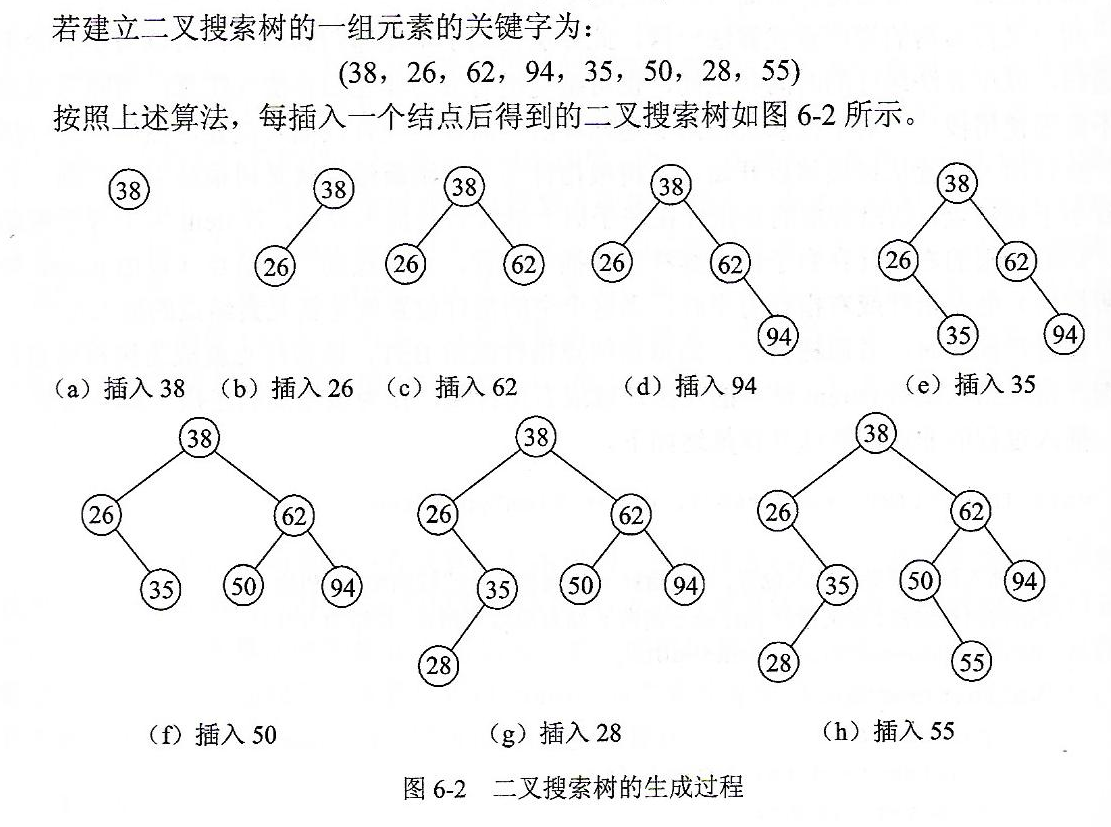 若建立二叉搜索树的一组元素的关键字为：
(38，26，62，94，35，50，28，55)
按照上述算法，每插入一个结点后得到的二叉搜索树如图 6-2 所示。
38 38 38 38 38
26 26 62 26 62 26 62
94 35 94
（a）插入 38 （b）插入 26 （c）插入 62 （d）插入 94 （e）插入 35
38 38 38
26 62 26 62 26 62
35 50 94 35 50 94 35 50 94
28 28 55
（f）插入 50 （g）插入 28 （h）插入 55
图 6-2 二叉搜索树的生成过程